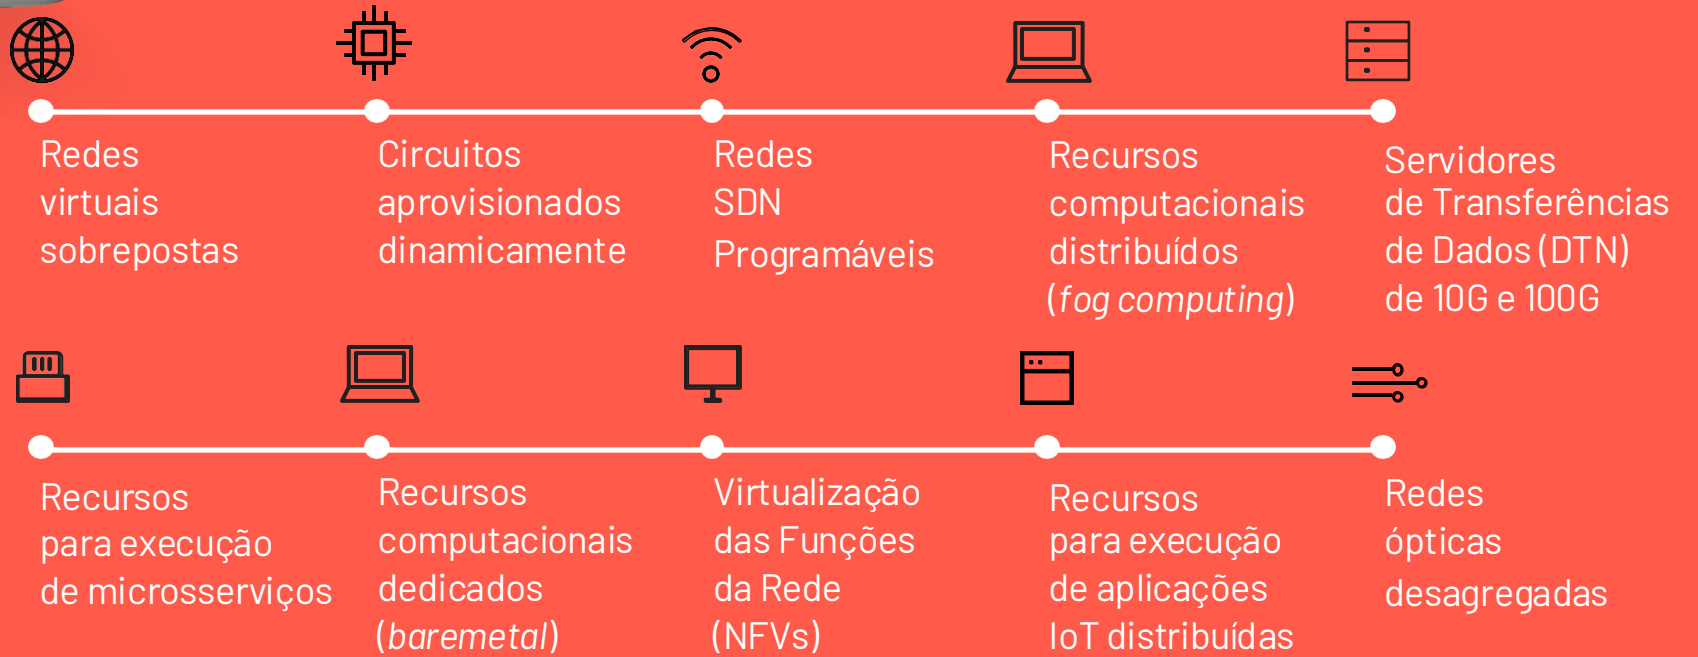 Redes
virtuais
sobrepostas
Circuitos
aprovisionados
dinamicamente
Redes
SDN
Programáveis
Recursos
computacionais
distribuídos
(fog computing)
Servidores
de Transferências
de Dados (DTN)
de 10G e 100G
Recursos
para execução
de microsserviços
Recursos
computacionais
dedicados
(baremetal)
Virtualização
das Funções
da Rede
(NFVs)
Recursos
para execução
de aplicações
IoT distribuídas
Redes
ópticas
desagregadas